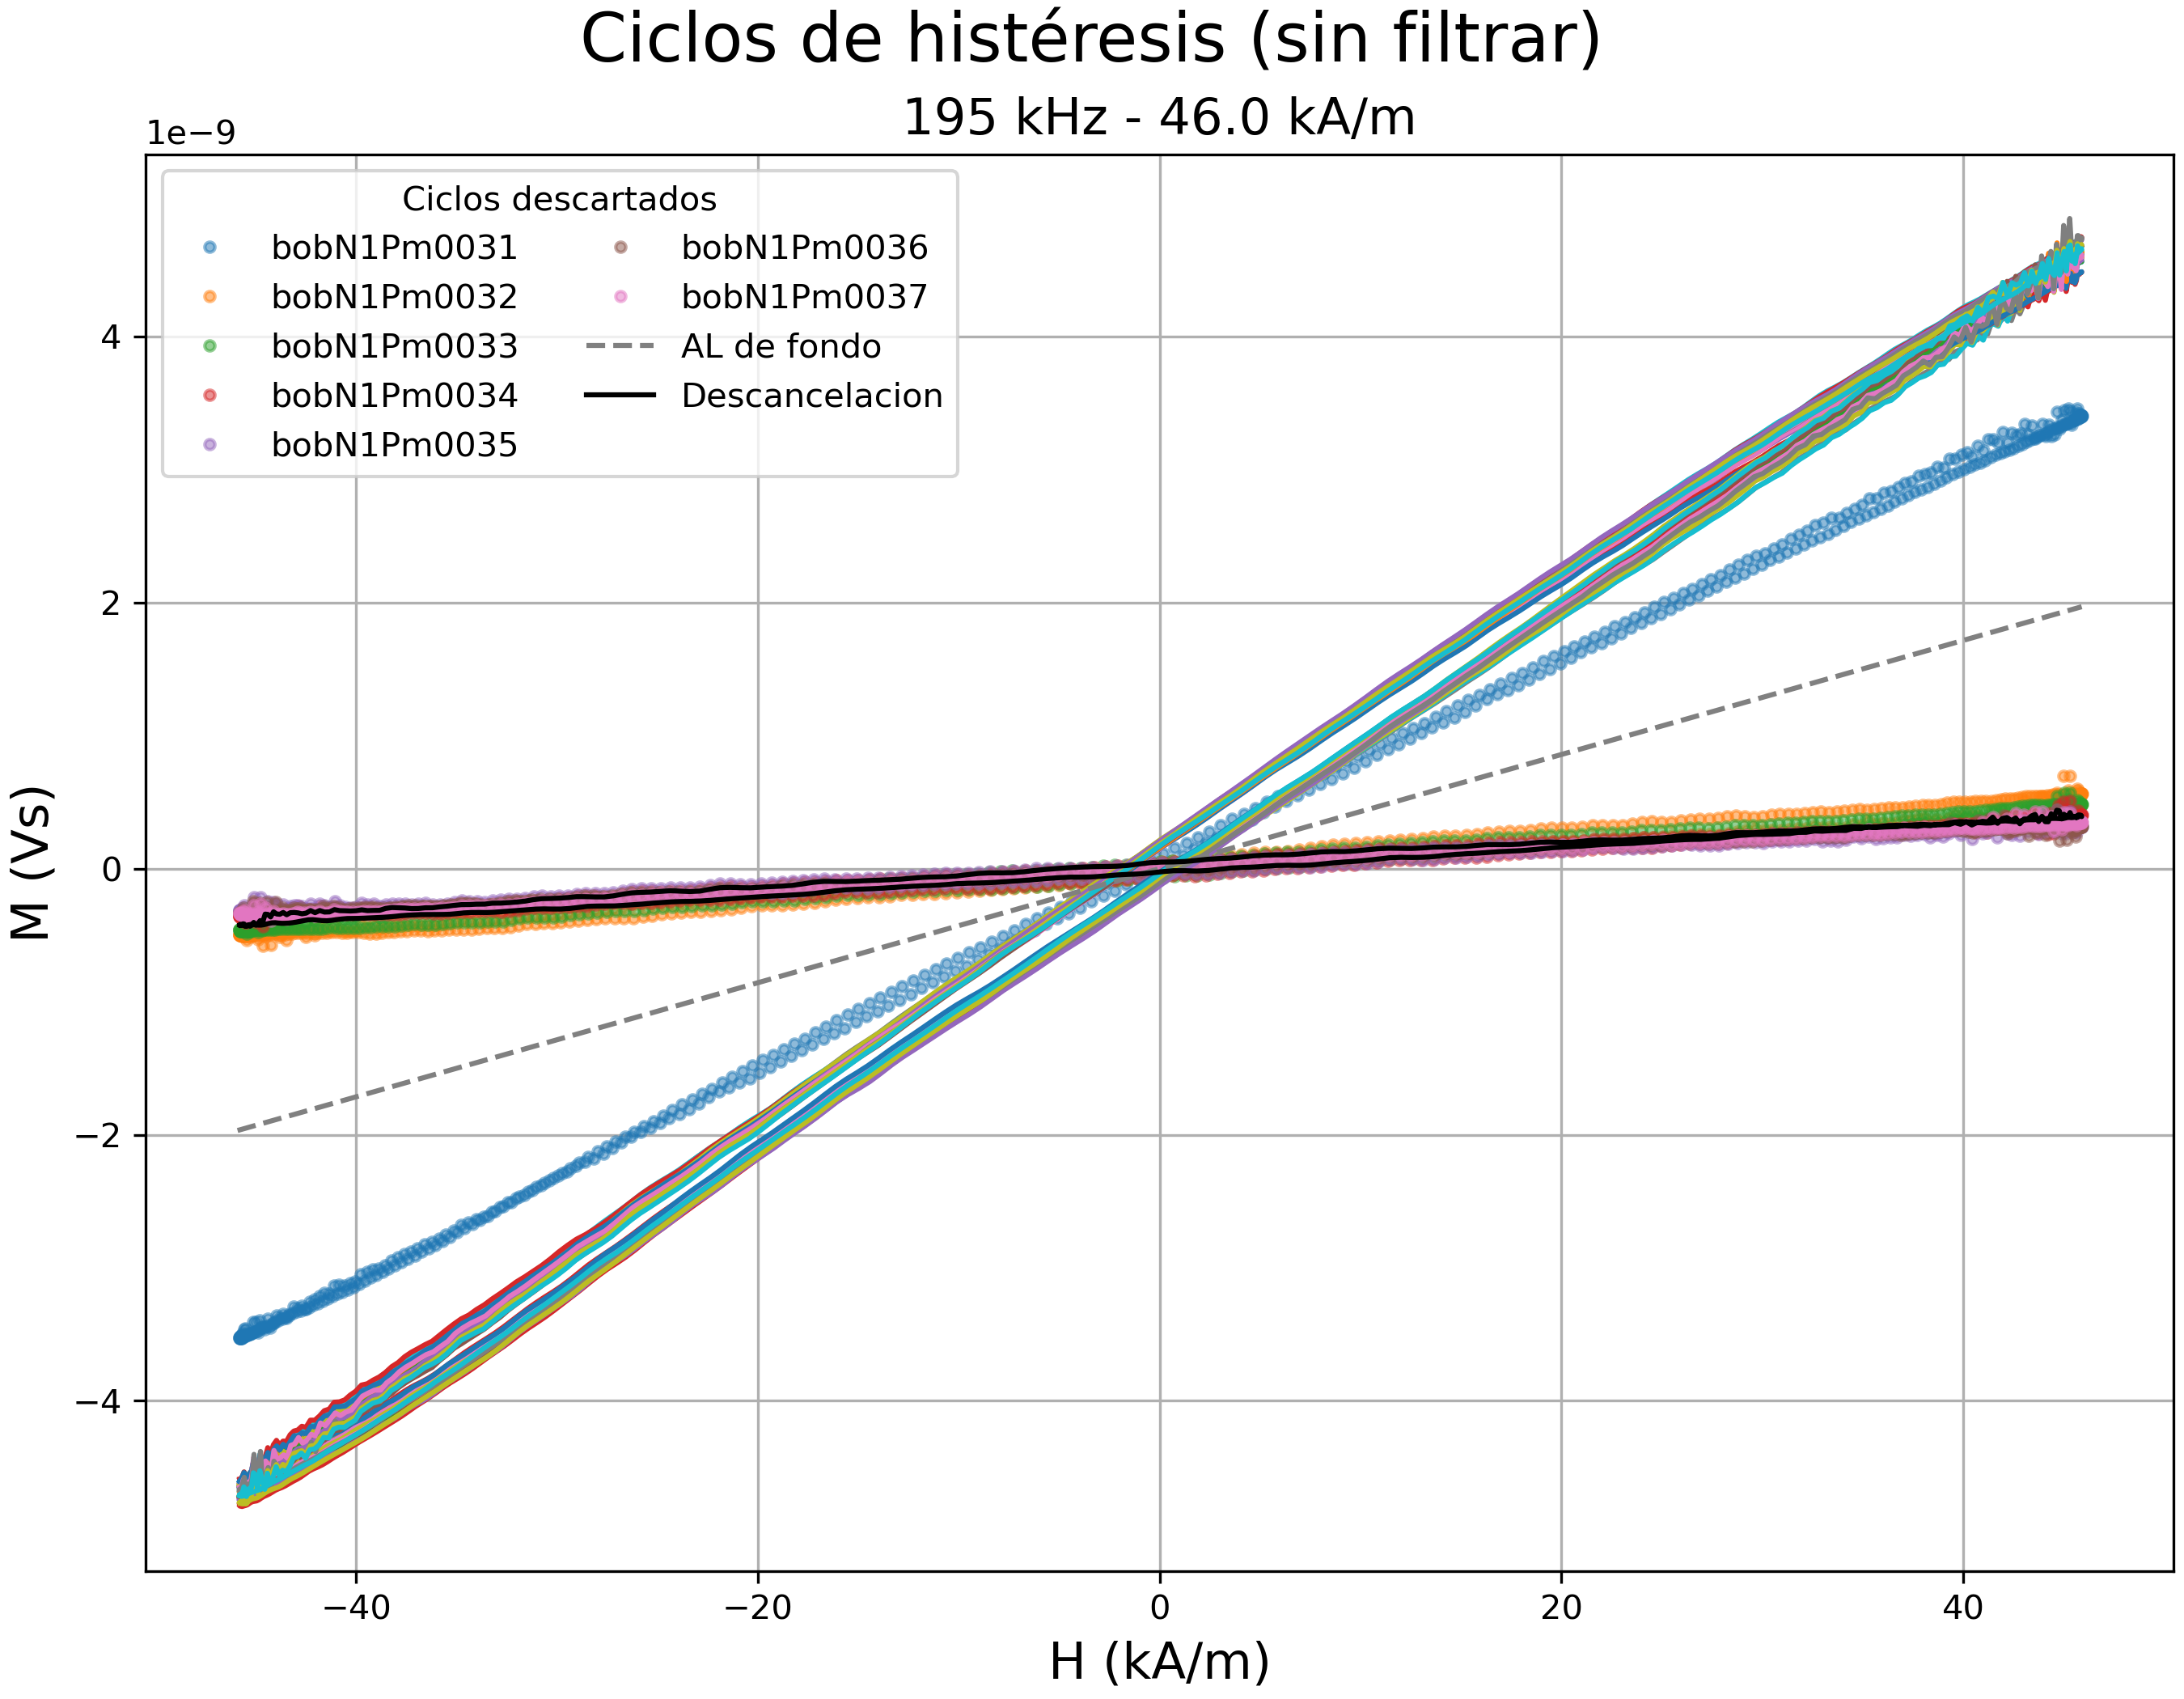 Ciclos de histéresis (sin filtrar)
195 kHz - 46.0 kA/m
1e−9
Ciclos descartados
bobN1Pm0031
bobN1Pm0032
bobN1Pm0033
bobN1Pm0034
bobN1Pm0035
bobN1Pm0036
bobN1Pm0037
AL de fondo
Descancelacion
4
2
0
−2
−4
M (Vs)
−40
−20
0
20
40
H (kA/m)